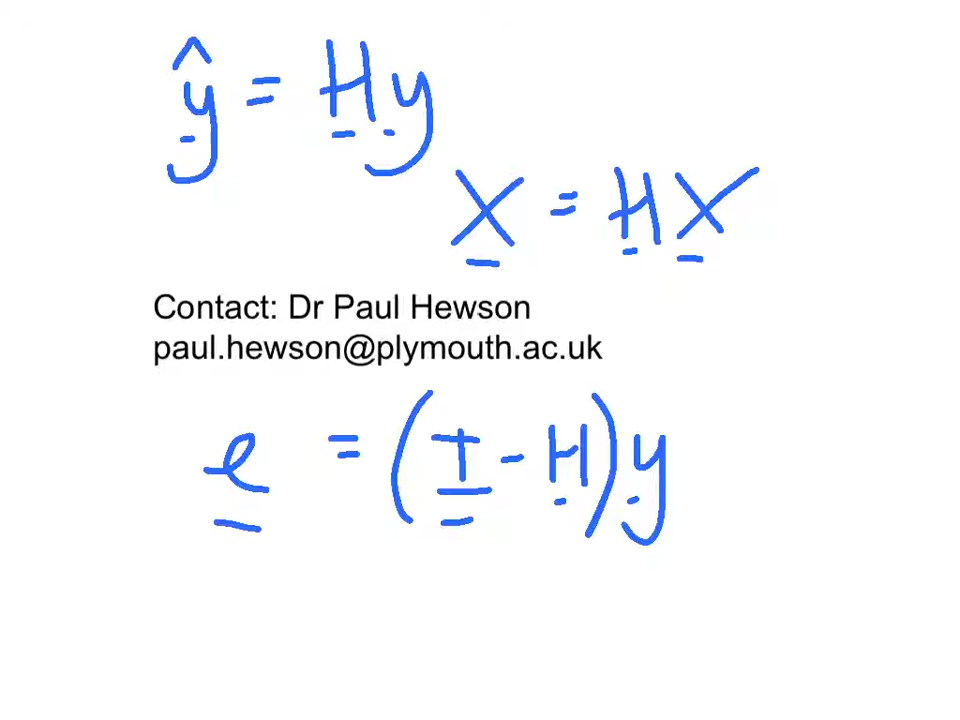 ŷ = Hy
X = HX
Contact: Dr Paul Hewson
paul.hewson@plymouth.ac.uk
e = (I - H)y